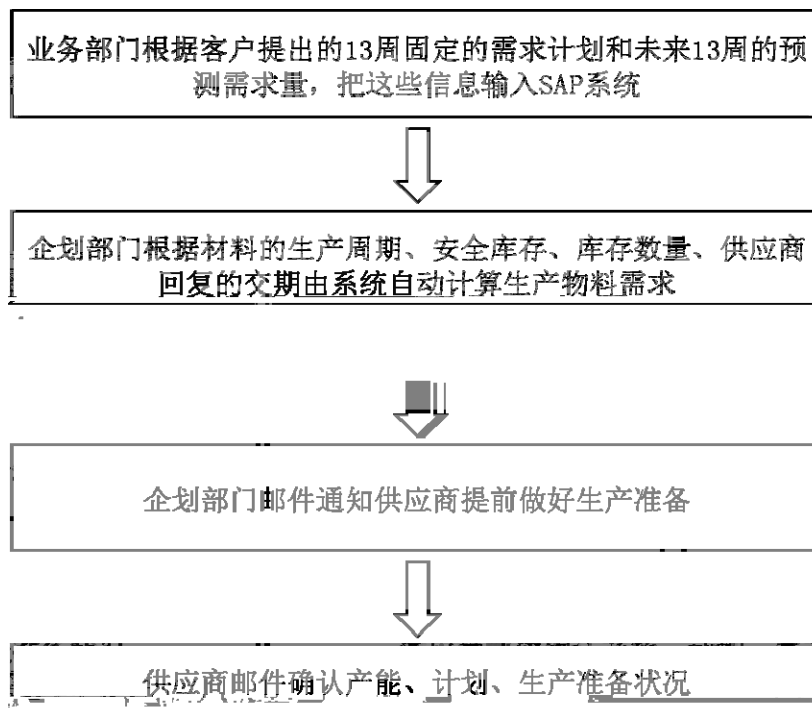 业务部门根据客户提出的13周固定的需求计划和未来13周的预
测需求量，把这些信息输入SAP系统
企划部门根据材料的生产周期、安全库存、库存数量、供应商
回复的交期由系统自动计算生产物料需求
企划部门邮件通知供应商提前做好生产准备
供应商邮件确认产能、计划、生产准备状况